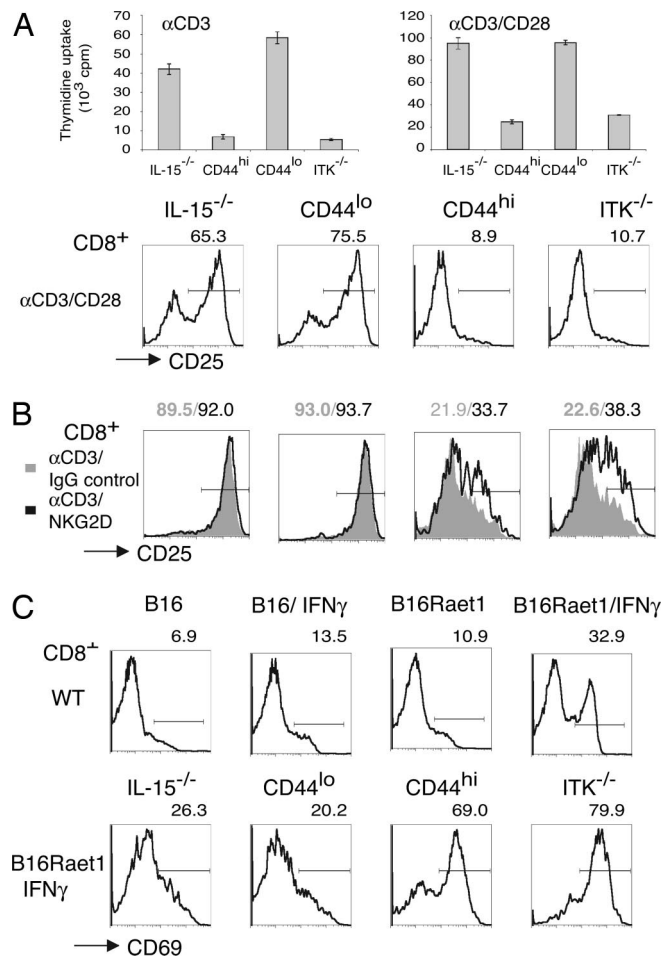 A
αCD3
αCD3/CD28
Thymidine uptake
(10³ cpm)
70
60
50
40
30
20
10
0
120
100
80
60
40
20
0
IL-15-/- CD44hi CD44lo ITK-/-
IL-15-/- CD44hi CD44lo ITK-/-
IL-15-/- CD44lo CD44hi ITK-/-
CD8+ 65.3 75.5 8.9 10.7
αCD3/CD28
CD25
B
89.5/92.0 93.0/93.7 21.9/33.7 22.6/38.3
CD8+
αCD3/
IgG control
αCD3/
NKG2D
CD25
C
B16 B16/ IFNγ B16Raet1 B16Raet1/IFNγ
6.9 13.5 10.9 32.9
CD8+
WT
IL-15-/- CD44lo CD44hi ITK-/-
26.3 20.2 69.0 79.9
B16Raet1
IFNγ
CD69